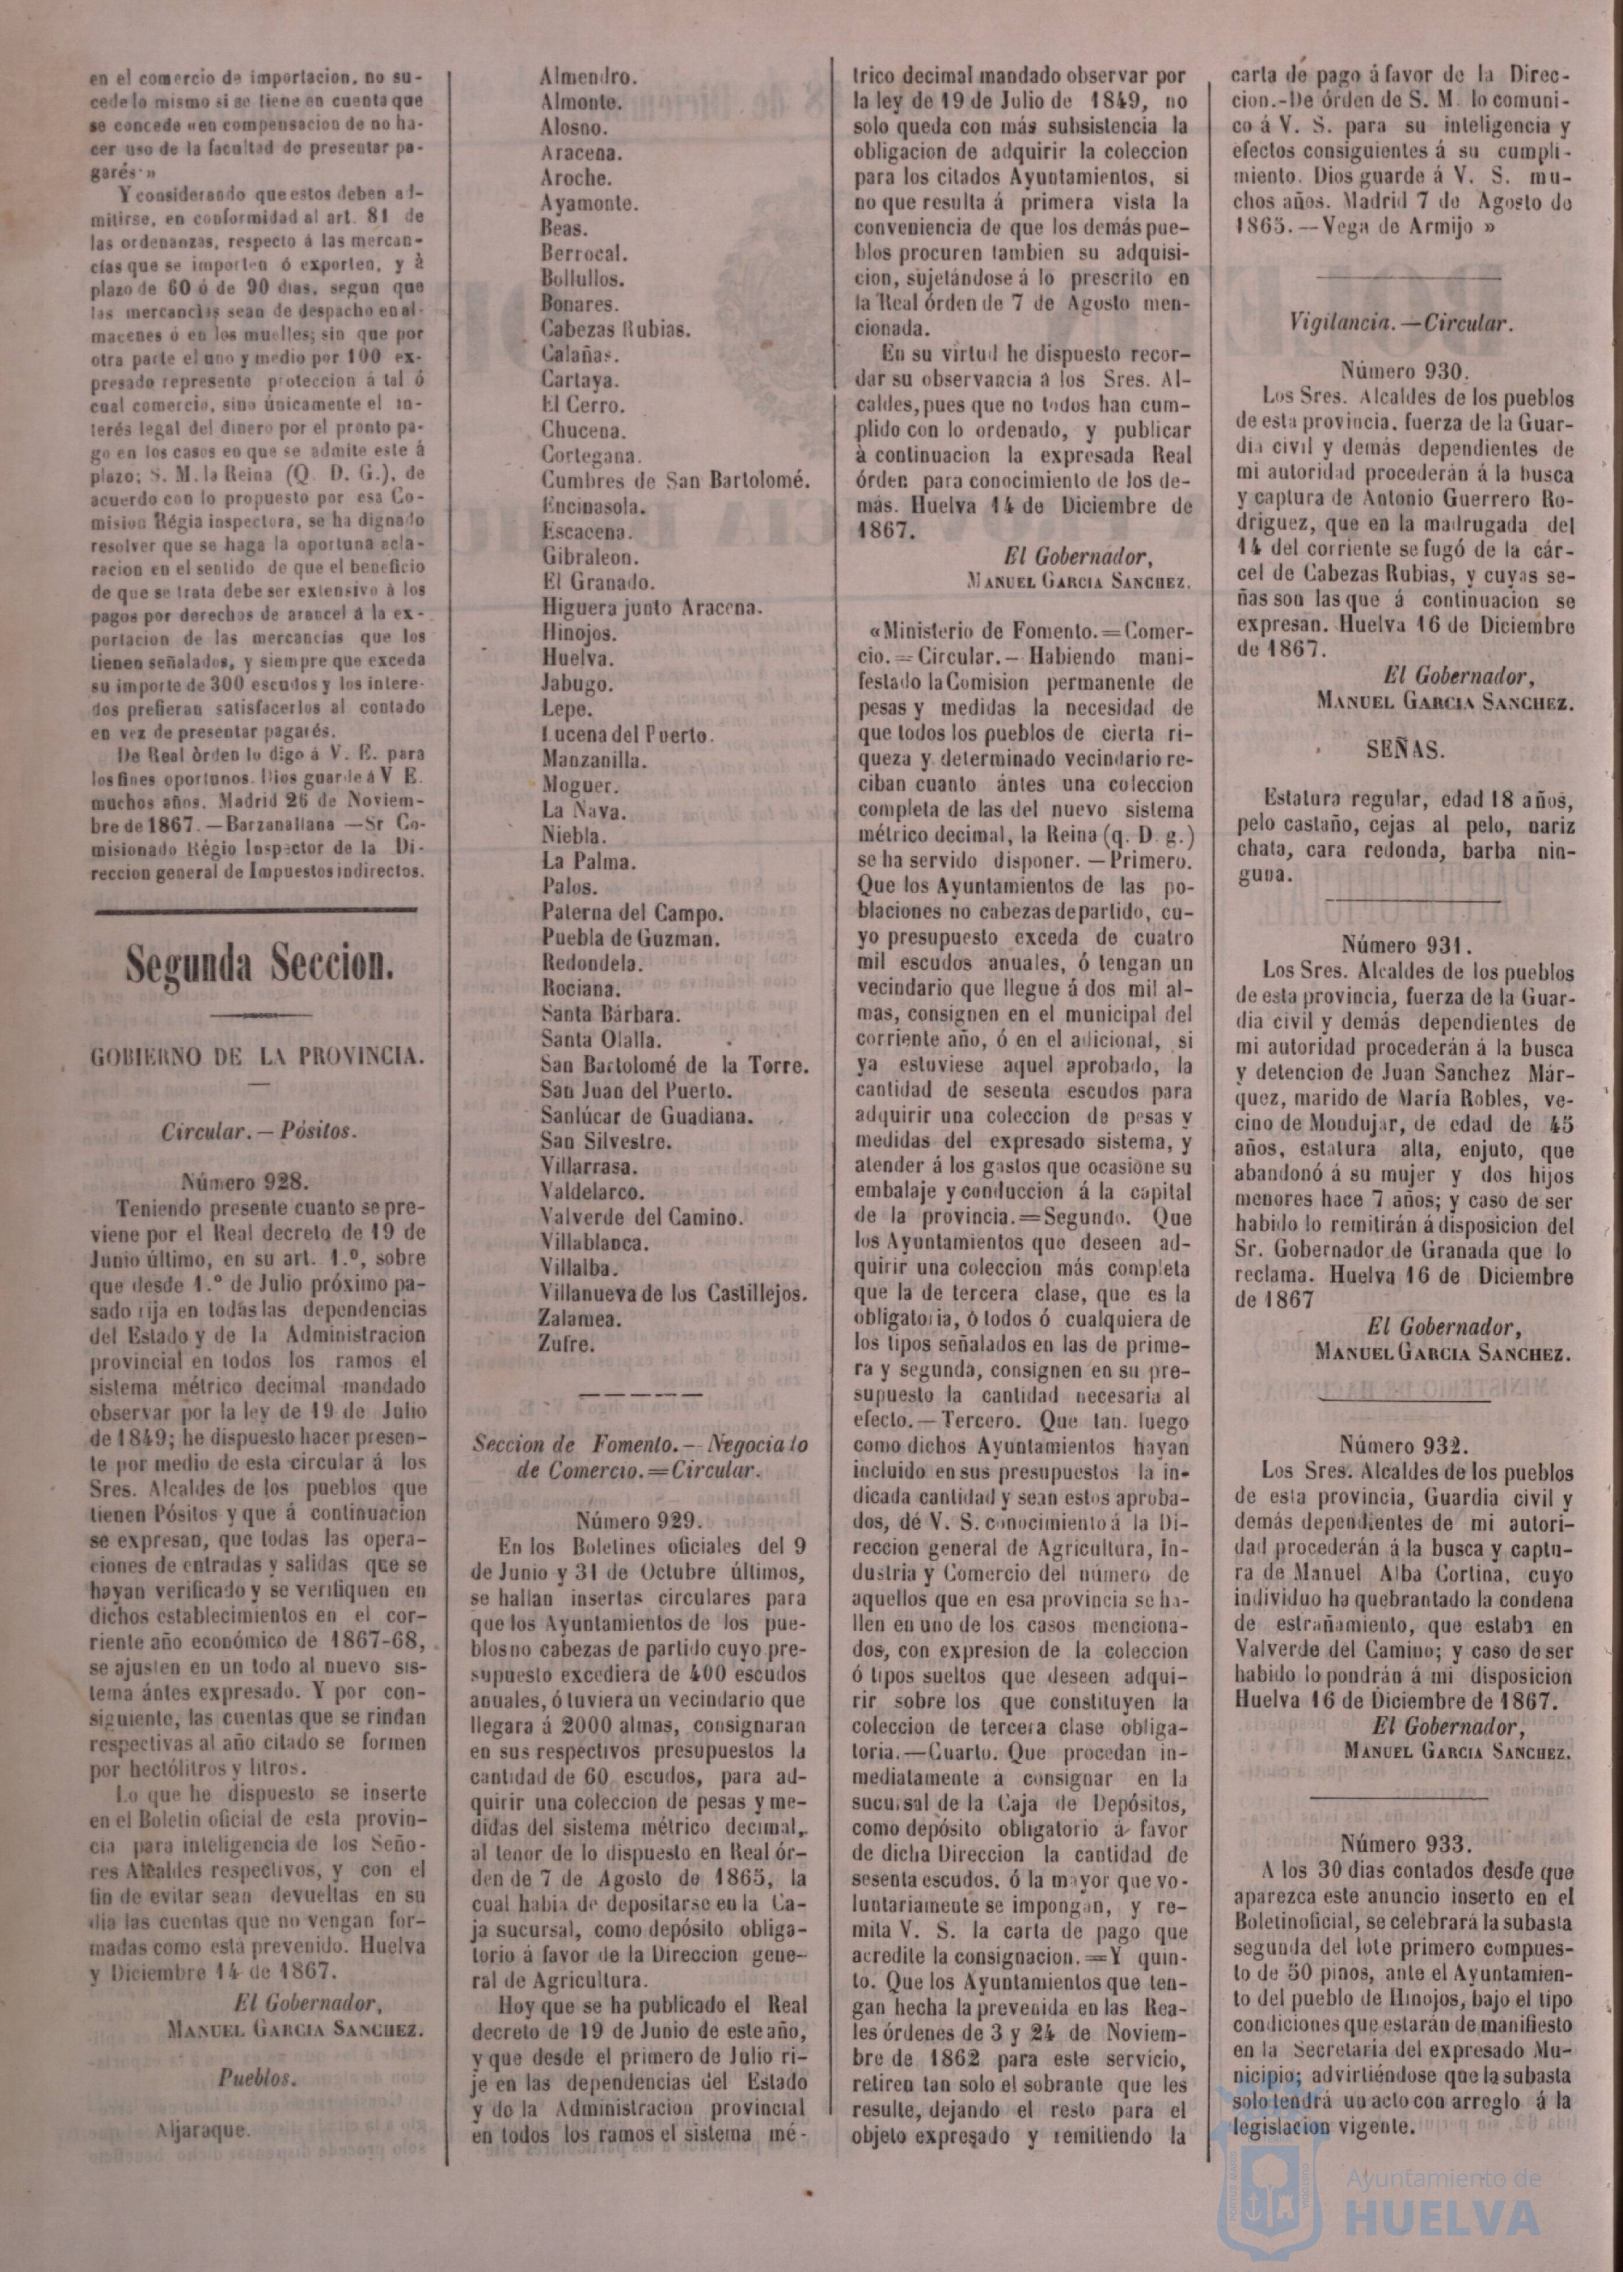 en el comercio de importacion, no su-
cede lo mismo si se tiene en cuenta que
se concede «en compensacion de no ha-
cer uso de la facultad de presentar pa-
garés·»
Y considerando que estos deben ad-
mitirse, en conformidad al art. 81 de
las ordenanzas, respecto á las mercan-
cías que se importen ó exporten, y à
plazo de 60 ó de 90 dias, segun que
las mercancías sean de despacho en al-
macenes ó en los muelles; sin que por
otra parte el uno y medio por 100 ex-
presado represente proteccion á tal ó
cual comercio, sino únicamente el in-
terés legal del dinero por el pronto pa-
go en los casos en que se admite este á
plazo; S. M. la Reina (Q. D. G.), de
acuerdo con lo propuesto por esa Co-
mision Régia inspectora, se ha dignado
resolver que se haga la oportuna acla-
racion en el sentido de que el beneficio
de que se trata debe ser extensivo à los
pagos por derechos de arancel á la ex-
portacion de las mercancías que los
tienen señalados, y siempre que exceda
su importe de 300 escudos y los intere-
dos prefieran satisfacerlos al contado
en vez de presentar pagarés.
De Real òrden lo digo á V. E. para
los fines oportunos. Dios guarde á V E.
muchos años. Madrid 26 de Noviem-
bre de 1867.—Barzanallana—Sr Co-
misionado Régio Inspector de la Di-
reccion general de Impuestos indirectos.
Segunda Seccion.
GOBIERNO DE LA PROVINCIA.
Circular.—Pósitos.
Número 928.
Teniendo presente cuanto se pre-
viene por el Real decreto de 19 de
Junio último, en su art. 1.º, sobre
que desde 1.º de Julio próximo pa-
sado rija en todas las dependencias
del Estado y de la Administracion
provincial en todos los ramos el
sistema métrico decimal mandado
observar por la ley de 19 de Julio
de 1849; he dispuesto hacer presen-
te por medio de esta circular á los
Sres. Alcaldes de los pueblos que
tienen Pósitos y que á continuacion
se expresan, que todas las opera-
ciones de entradas y salidas que se
hayan verificado y se verifiquen en
dichos establecimientos en el cor-
riente año económico de 1867-68,
se ajusten en un todo al nuevo sis-
tema ántes expresado. Y por con-
siguiente, las cuentas que se rindan
respectivas al año citado se formen
por hectólitros y litros.
Lo que he dispuesto se inserte
en el Boletin oficial de esta provin-
cia para inteligencia de los Seño-
res Alcaldes respectivos, y con el
fin de evitar sean devueltas en su
dia las cuentas que no vengan for-
madas como está prevenido. Huelva
y Diciembre 14 de 1867.
El Gobernador,
MANUEL GARCIA SANCHEZ.
Pueblos.
Aljaraque.
Almendro.
Almonte.
Alosno.
Aracena.
Aroche.
Ayamonte.
Beas.
Berrocal.
Bollullos.
Bonares.
Cabezas Rubias.
Calañas.
Cartaya.
El Cerro.
Chucena.
Cortegana.
Cumbres de San Bartolomé.
Encinasola.
Escacena.
Gibraleon.
El Granado.
Higuera junto Aracena.
Hinojos.
Huelva.
Jabugo.
Lepe.
Lucena del Puerto.
Manzanilla.
Moguer.
La Nava.
Niebla.
La Palma.
Palos.
Paterna del Campo.
Puebla de Guzman.
Redondela.
Rociana.
Santa Bárbara.
Santa Olalla.
San Bartolomé de la Torre.
San Juan del Puerto.
Sanlúcar de Guadiana.
San Silvestre.
Villarrasa.
Valdelarco.
Valverde del Camino.
Villablanca.
Villalba.
Villanueva de los Castillejos.
Zalamea.
Zufre.
Seccion de Fomento.—Negociato
de Comercio.=Circular.
Número 929.
En los Boletines oficiales del 9
de Junio y 31 de Octubre últimos,
se hallan insertas circulares para
que los Ayuntamientos de los pue-
blos no cabezas de partido cuyo pre-
supuesto excediera de 400 escudos
anuales, ó tuviera un vecindario que
llegara á 2000 almas, consignaran
en sus respectivos presupuestos la
cantidad de 60 escudos, para ad-
quirir una coleccion de pesas y me-
didas del sistema métrico decimal,
al tenor de lo dispuesto en Real ór-
den de 7 de Agosto de 1865, la
cual habia de depositarse en la Ca-
ja sucursal, como depósito obliga-
torio á favor de la Direccion gene-
ral de Agricultura.
Hoy que se ha publicado el Real
decreto de 19 de Junio de este año,
y que desde el primero de Julio ri-
je en las dependencias del Estado
y do la Administracion provincial
en todos los ramos el sistema mé-
trico decimal mandado observar por
la ley de 19 de Julio de 1849, no
solo queda con más subsistencia la
obligacion de adquirir la coleccion
para los citados Ayuntamientos, si
no que resulta á primera vista la
conveniencia de que los demás pue-
blos procuren tambien su adquisi-
cion, sujetándose á lo prescrito en
la Real órden de 7 de Agosto men-
cionada.
En su virtud he dispuesto recor-
dar su observancia á los Sres. Al-
caldes, pues que no todos han cum-
plido con lo ordenado, y publicar
à continuacion la expresada Real
órden para conocimiento de los de-
más. Huelva 14 de Diciembre de
1867.
El Gobernador,
MANUEL GARCIA SANCHEZ.
«Ministerio de Fomento.=Comer-
cio.=Circular.—Habiendo mani-
festado la Comision permanente de
pesas y medidas la necesidad de
que todos los pueblos de cierta ri-
queza y determinado vecindario re-
ciban cuanto ántes una coleccion
completa de las del nuevo sistema
métrico decimal, la Reina (q. D. g.)
se ha servido disponer.—Primero.
Que los Ayuntamientos de las po-
blaciones no cabezas de partido, cu-
yo presupuesto exceda de cuatro
mil escudos anuales, ó tengan un
vecindario que llegue á dos mil al-
mas, consignen en el municipal del
corriente año, ó en el adicional, si
ya estuviese aquel aprobado, la
cantidad de sesenta escudos para
adquirir una coleccion de pesas y
medidas del expresado sistema, y
atender á los gastos que ocasione su
embalaje y conduccion á la capital
de la provincia.=Segundo. Que
los Ayuntamientos que deseen ad-
quirir una coleccion más completa
que la de tercera clase, que es la
obligatoria, ó todos ó cualquiera de
los tipos señalados en las de prime-
ra y segunda, consignen en su pre-
supuesto la cantidad necesaria al
efecto.—Tercero. Que tan. luego
como dichos Ayuntamientos hayan
incluido en sus presupuestos la in-
dicada cantidad y sean estos aproba-
dos, dé V. S. conocimiento á la Di-
reccion general de Agricultura, In-
dustria y Comercio del número de
aquellos que en esa provincia se ha-
llen en uno de los casos menciona-
dos, con expresion de la coleccion
ó tipos sueltos que deseen adqui-
rir sobre los que constituyen la
coleccion de tercera clase obliga-
toria.—Cuarto. Que procedan in-
mediatamente á consignar en la
sucursal de la Caja de Depósitos,
como depósito obligatorio á favor
de dicha Direccion la cantidad de
sesenta escudos, ó la mayor que vo-
luntariamente se impongan, y re-
mita V. S. la carta de pago que
acredite la consignacion.=Y quin-
to. Que los Ayuntamientos que ten-
gan hecha la prevenida en las Rea-
les órdenes de 3 y 24 de Noviem-
bre de 1862 para este servicio,
retiren tan solo el sobrante que les
resulte, dejando el resto para el
objeto expresado y remitiendo la
carta de pago á favor de la Direc-
cion.-De órden de S. M. lo comuni-
co á V. S. para su inteligencia y
efectos consiguientes á su cumpli-
miento. Dios guarde á V. S. mu-
chos años. Madrid 7 de Agosto de
1865.—Vega de Armijo»
Vigilancia.—Circular.
Número 930.
Los Sres. Alcaldes de los pueblos
de esta provincia, fuerza de la Guar-
dia civil y demás dependientes de
mi autoridad procederán á la busca
y captura de Antonio Guerrero Ro-
driguez, que en la madrugada del
14 del corriente se fugó de la cár-
cel de Cabezas Rubias, y cuyas se-
ñas son las que á continuacion se
expresan. Huelva 16 de Diciembre
de 1867.
El Gobernador,
MANUEL GARCIA SANCHEZ.
SEÑAS.
Estatura regular, edad 18 años,
pelo castaño, cejas al pelo, nariz
chata, cara redonda, barba nin-
guna.
Número 931.
Los Sres. Alcaldes de los pueblos
de esta provincia, fuerza de la Guar-
dia civil y demás dependientes de
mi autoridad procederán á la busca
y detencion de Juan Sanchez Már-
quez, marido de María Robles, ve-
cino de Mondujar, de edad de 45
años, estatura alta, enjuto, que
abandonó á su mujer y dos hijos
menores hace 7 años; y caso de ser
habido lo remitirán á disposicion del
Sr. Gobernador de Granada que lo
reclama. Huelva 16 de Diciembre
de 1867
El Gobernador,
MANUEL GARCIA SANCHEZ.
Número 932.
Los Sres. Alcaldes de los pueblos
de esta provincia, Guardia civil y
demás dependientes de mi autori-
dad procederán á la busca y captu-
ra de Manuel Alba Cortina, cuyo
individuo ha quebrantado la condena
de estrañamiento, que estaba en
Valverde del Camino; y caso de ser
habido lo pondrán á mi disposicion
Huelva 16 de Diciembre de 1867.
El Gobernador,
MANUEL GARCIA SANCHEZ.
Número 933.
A los 30 dias contados desde que
aparezca este anuncio inserto en el
Boletin oficial, se celebrará la subasta
segunda del lote primero compues-
to de 50 pinos, ante el Ayuntamien-
to del pueblo de Hinojos, bajo el tipo
condiciones que estarán de manifiesto
en la Secretaría del expresado Mu-
nicipio; advirtiéndose que la subasta
solo tendrá un acto con arreglo á la
legislacion vigente.
Ayuntamiento de
HUELVA